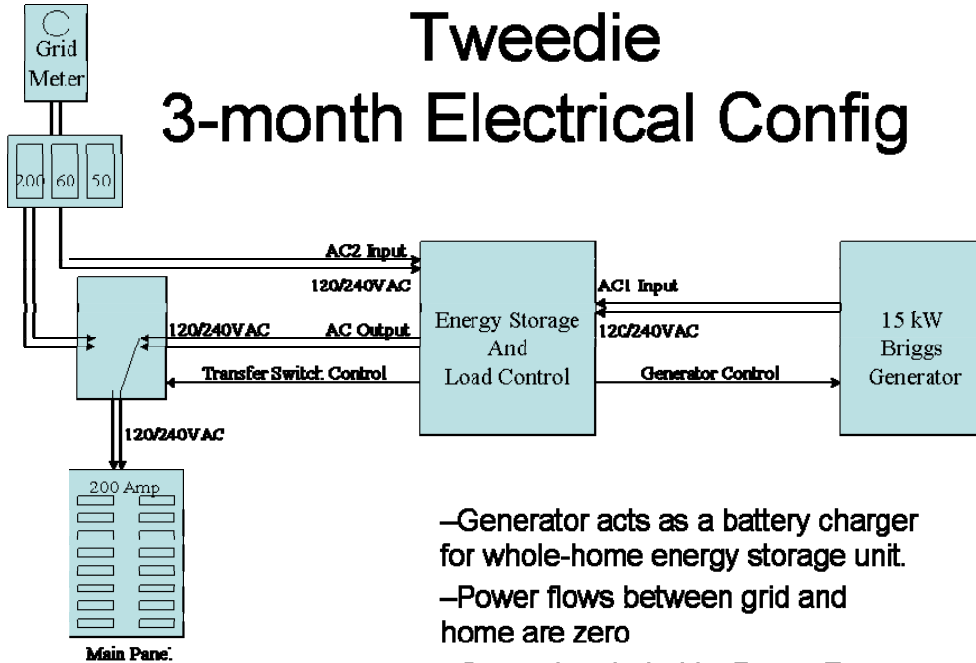 Tweedie
3-month Electrical Config
Grid
Meter
200 60 50
AC2 Input
120/240VAC
AC1 Input
120/240VAC
120/240VAC
AC Output
Energy Storage
And
Load Control
15 kW
Briggs
Generator
Transfer Switch Control
Generator Control
120/240VAC
200 Amp
Main Panel
–Generator acts as a battery charger
for whole-home energy storage unit.
–Power flows between grid and
home are zero